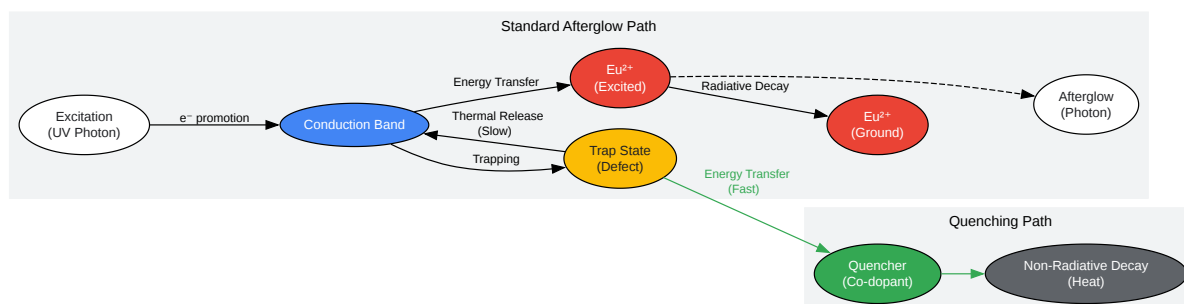 Standard Afterglow Path
Excitation
(UV Photon)
e⁻ promotion
Conduction Band
Energy Transfer
Eu²⁺
(Excited)
Radiative Decay
Eu²⁺
(Ground)
Afterglow
(Photon)
Thermal Release
(Slow)
Trapping
Trap State
(Defect)
Energy Transfer
(Fast)
Quenching Path
Quencher
(Co-dopant)
Non-Radiative Decay
(Heat)